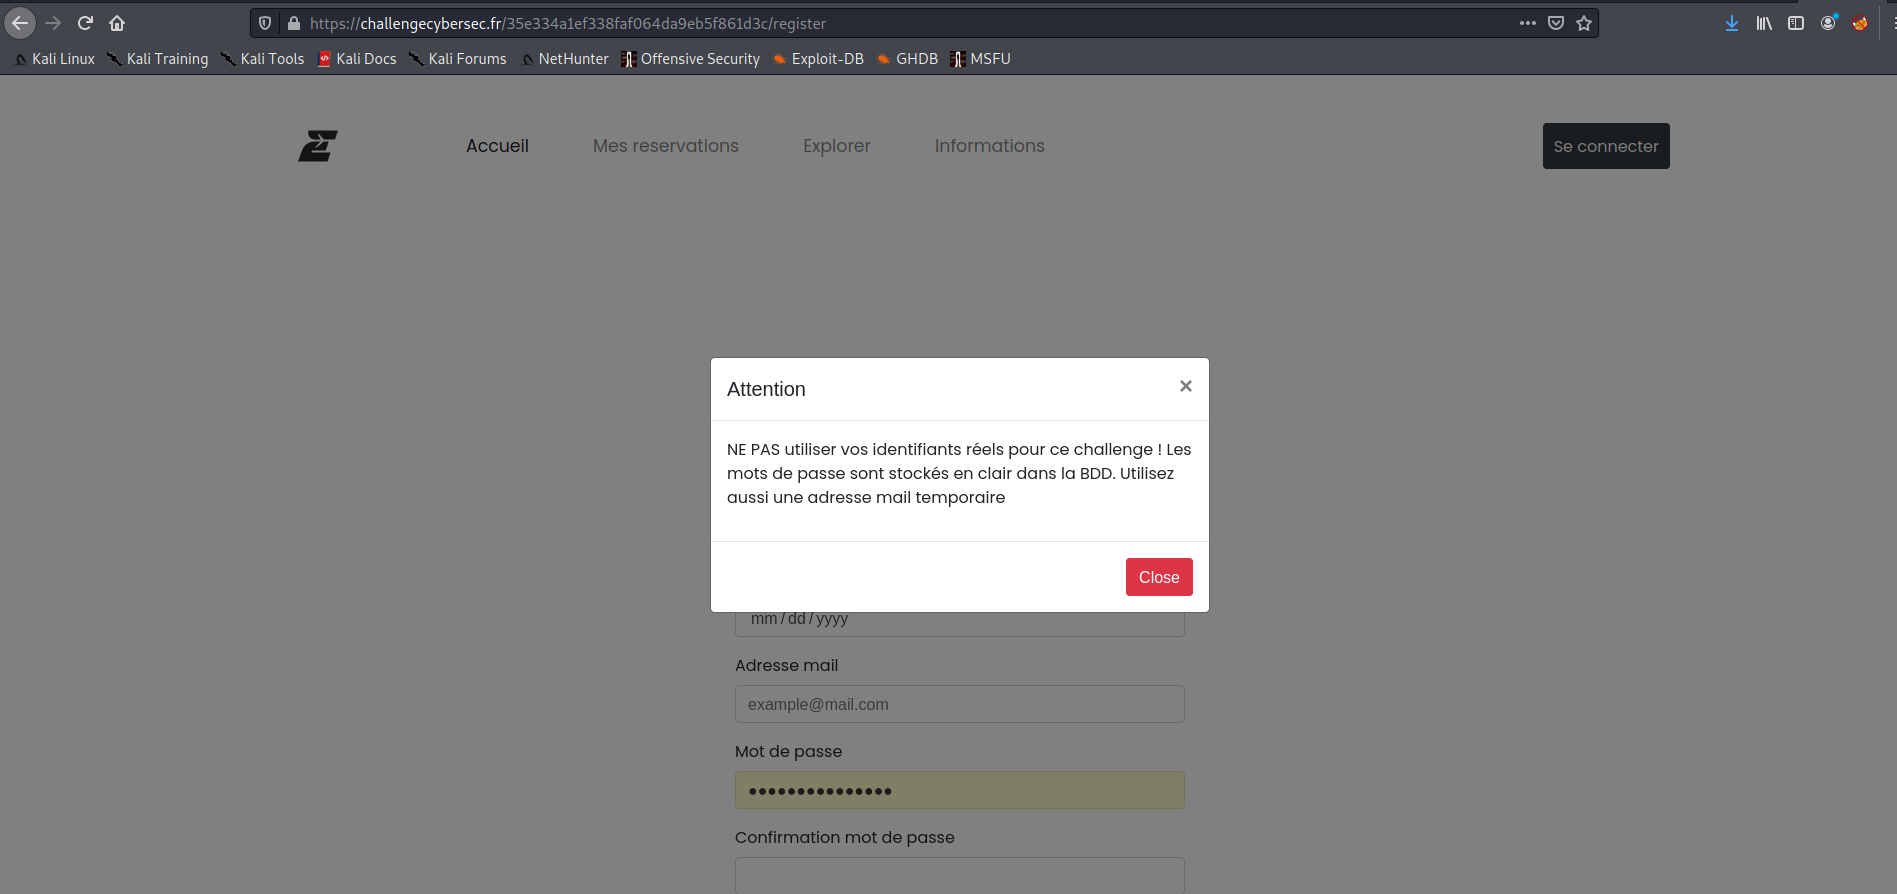 https://challengecybersec.fr/35e334a1ef338faf064da9eb5f861d3c/register
Kali Linux Kali Training Kali Tools Kali Docs Kali Forums NetHunter Offensive Security Exploit-DB GHDB MSFU
Accueil Mes reservations Explorer Informations Se connecter
Attention ×
NE PAS utiliser vos identifiants réels pour ce challenge ! Les
mots de passe sont stockés en clair dans la BDD. Utilisez
aussi une adresse mail temporaire
Close
mm / dd / yyyy
Adresse mail
example@mail.com
Mot de passe
●●●●●●●●●●●●●●●
Confirmation mot de passe